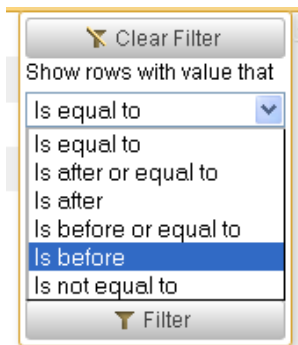 Clear Filter
Show rows with value that
Is equal to
Is equal to
Is after or equal to
Is after
Is before or equal to
Is before
Is not equal to
Filter